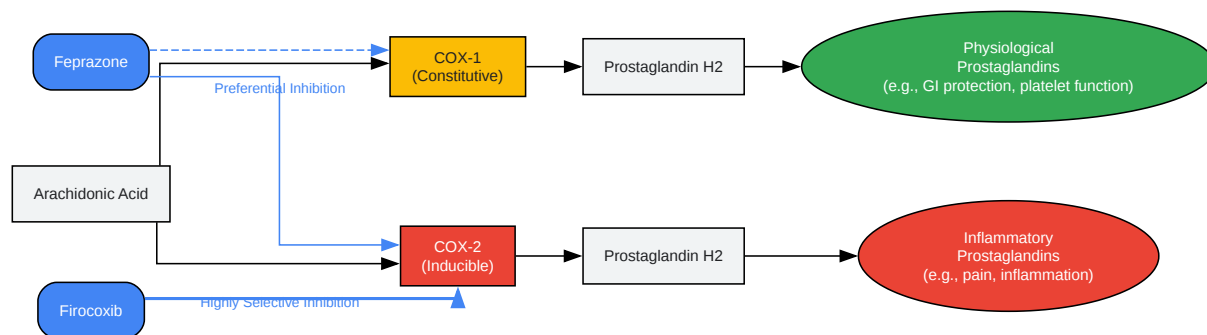 Feprazone
Preferential Inhibition
COX-1
(Constitutive)
Prostaglandin H2
Physiological
Prostaglandins
(e.g., GI protection, platelet function)
Arachidonic Acid
COX-2
(Inducible)
Prostaglandin H2
Inflammatory
Prostaglandins
(e.g., pain, inflammation)
Firocoxib
Highly Selective Inhibition